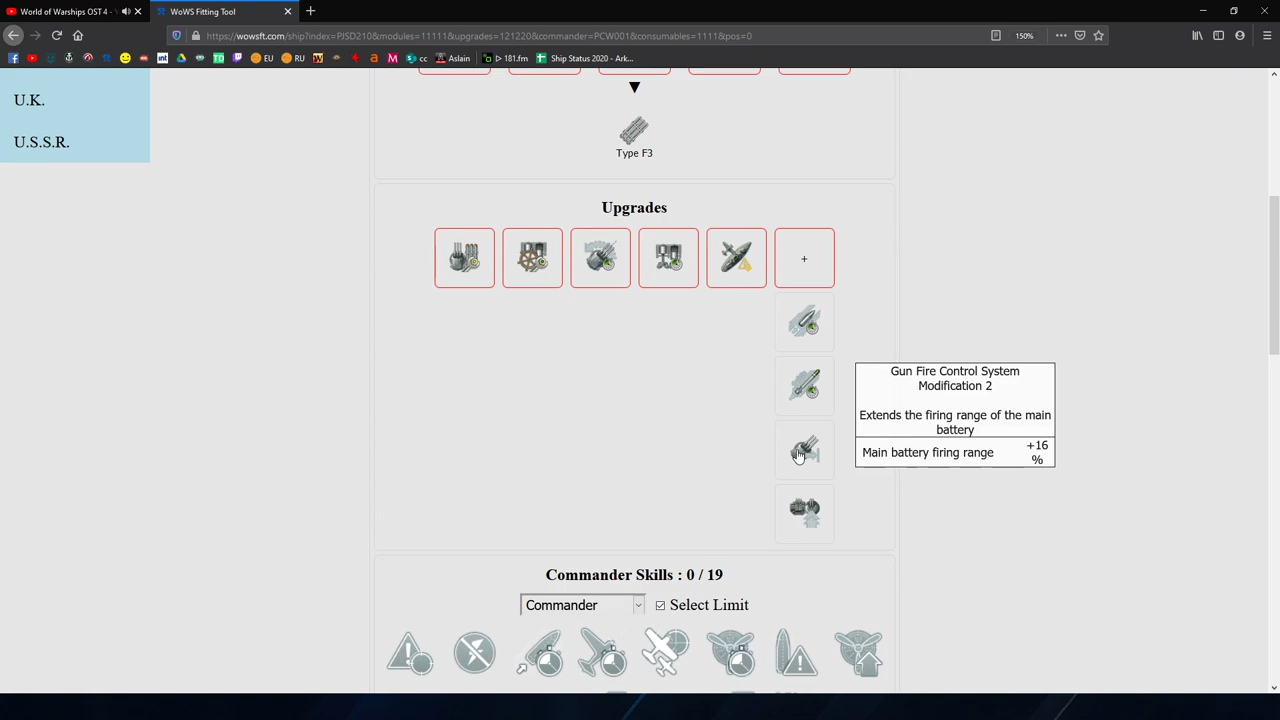 World of Warships OST 4 -
WoWS Fitting Tool
https://wowsft.com/ship?index=PJSD210&modules=11111&upgrades=121220&commander=PCW001&consumables=1111&pos=0
150%
EU
RU
int
a
M
cc
Aslain
> 181.fm
Ship Status 2020 - Ark...
U.K.
U.S.S.R.
Type F3
Upgrades
+
Gun Fire Control System
Modification 2
Extends the firing range of the main
battery
Main battery firing range +16
%
Commander Skills : 0 / 19
Commander
Select Limit